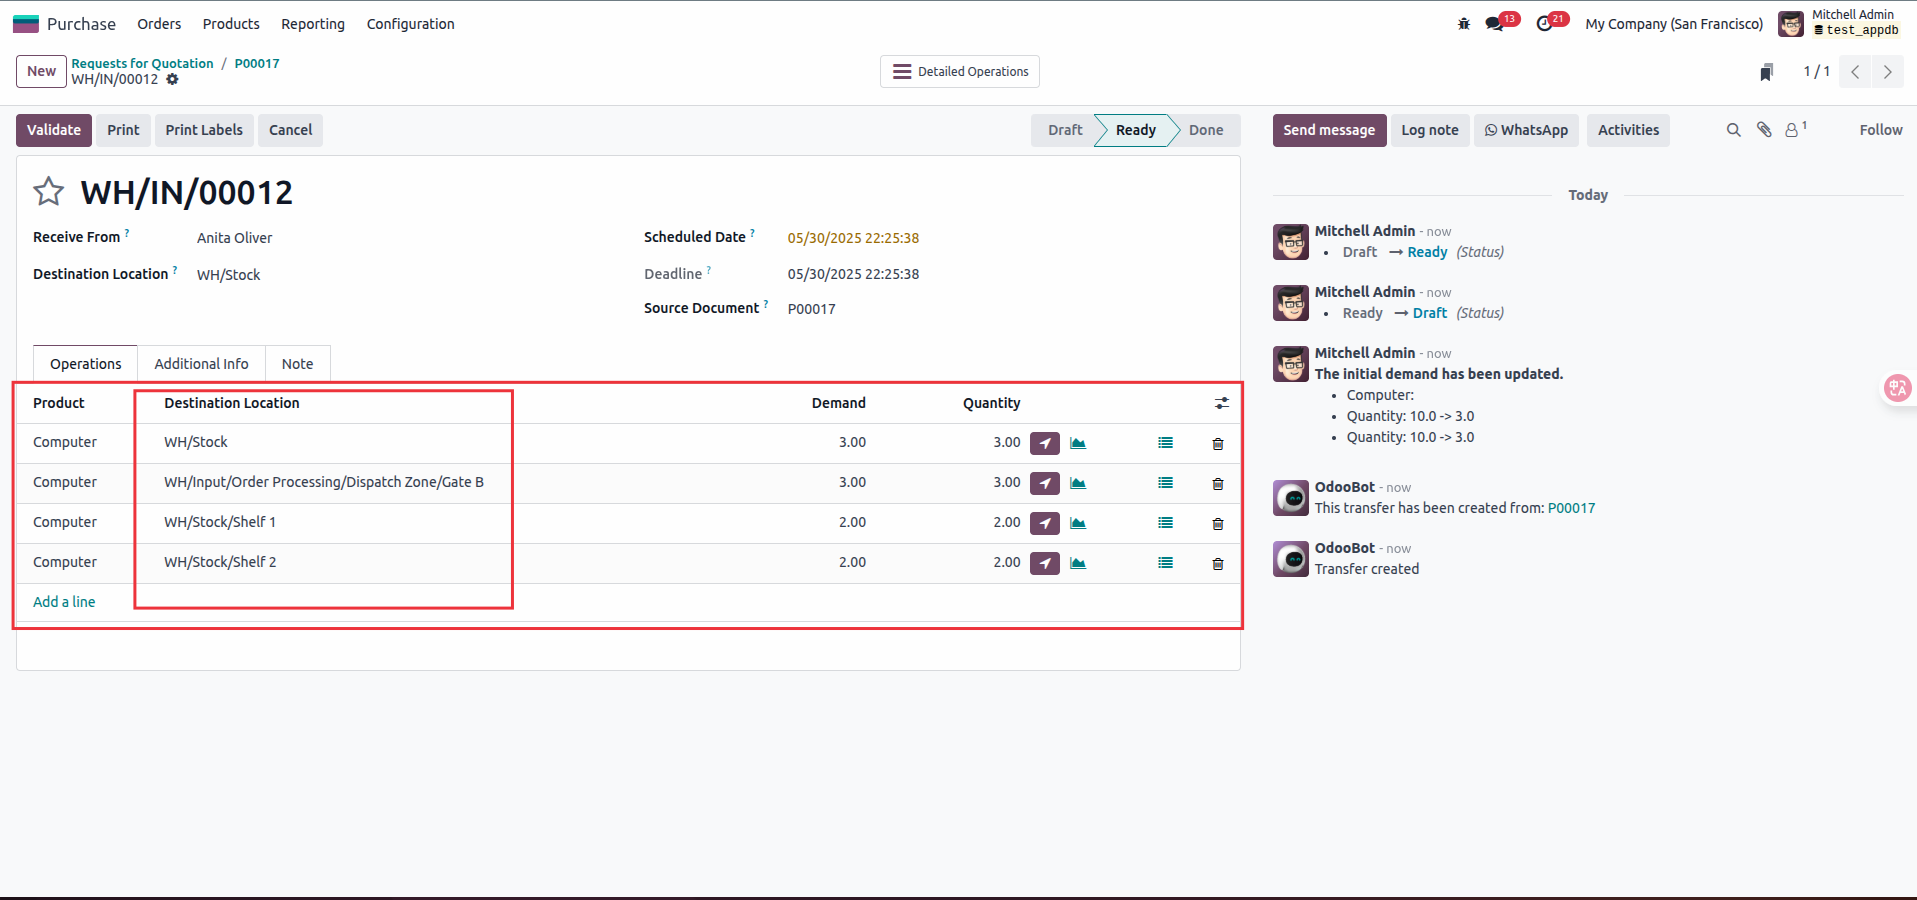 Purchase Orders Products Reporting Configuration 13 21 My Company (San Francisco) Mitchell Admin
test_appdb
New Requests for Quotation / P00017 Detailed Operations 1 / 1
WH/IN/00012
Validate Print Print Labels Cancel Draft Ready Done Send message Log note WhatsApp Activities 1 Follow
WH/IN/00012
Receive From ? Anita Oliver Scheduled Date ? 05/30/2025 22:25:38
Destination Location ? WH/Stock Deadline ? 05/30/2025 22:25:38
Source Document ? P00017
Operations Additional Info Note
Product Destination Location Demand Quantity
Computer WH/Stock 3.00 3.00
Computer WH/Input/Order Processing/Dispatch Zone/Gate B 3.00 3.00
Computer WH/Stock/Shelf 1 2.00 2.00
Computer WH/Stock/Shelf 2 2.00 2.00
Add a line
Today
Mitchell Admin - now
• Draft → Ready (Status)
Mitchell Admin - now
• Ready → Draft (Status)
Mitchell Admin - now
The initial demand has been updated.
• Computer:
• Quantity: 10.0 -> 3.0
• Quantity: 10.0 -> 3.0
OdooBot - now
This transfer has been created from: P00017
OdooBot - now
Transfer created
中A